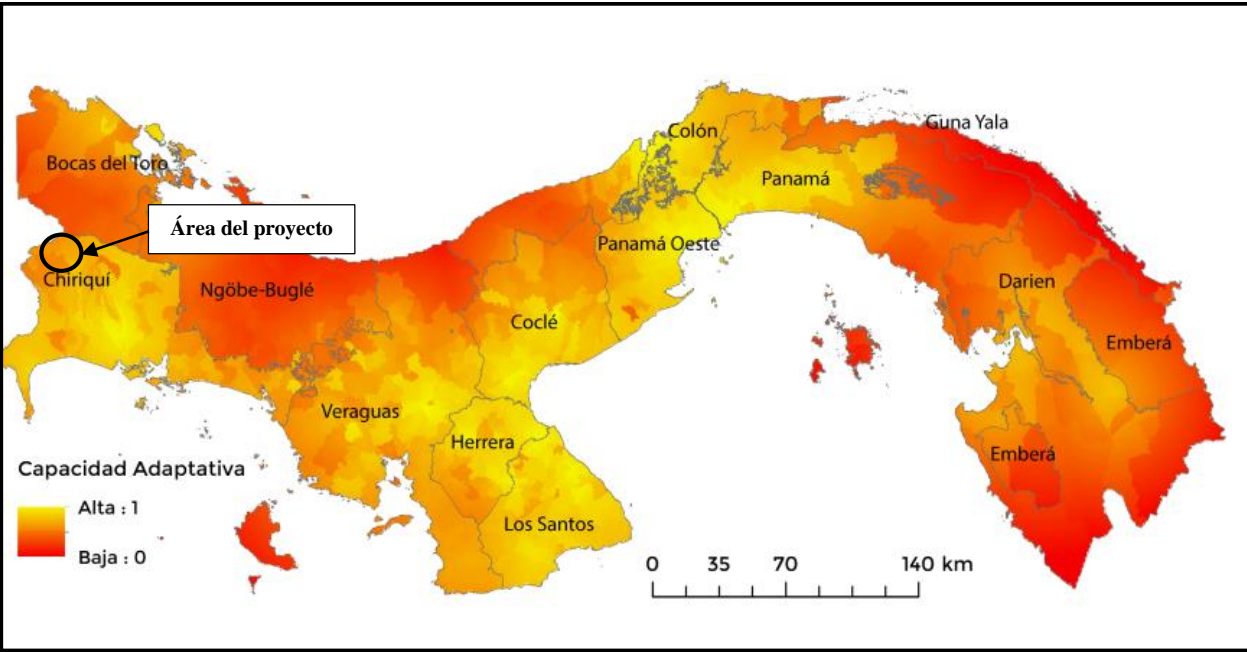 Guna Yala
Colón
Bocas del Toro
Panamá
Área del proyecto
Panamá Oeste
Chiriquí
Ngöbe-Buglé
Darien
Coclé
Emberá
Veraguas
Herrera
Emberá
Los Santos
Capacidad Adaptativa
Alta : 1
Baja : 0
0 35 70 140 km